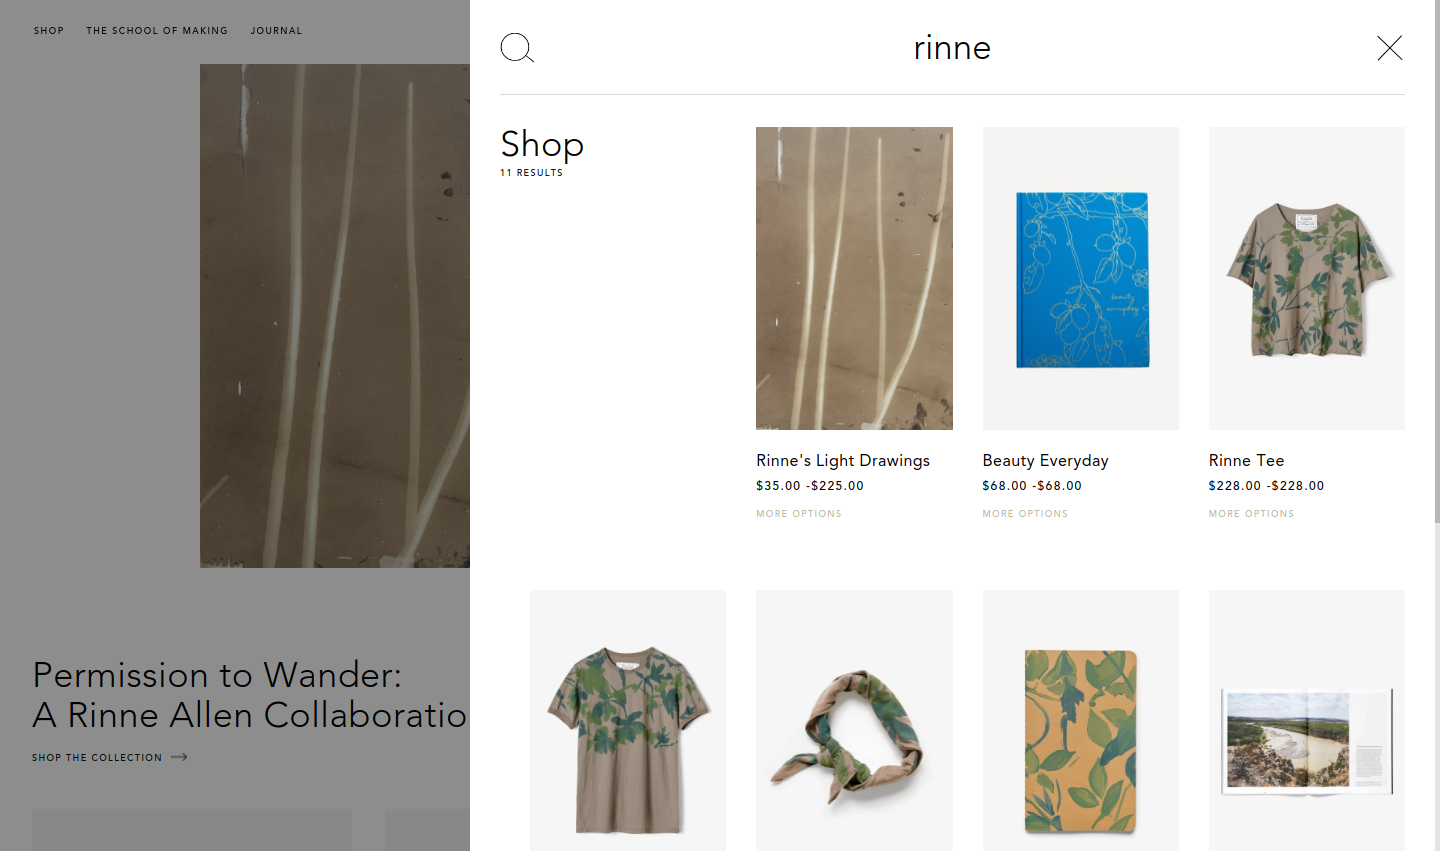 SHOP THE SCHOOL OF MAKING JOURNAL
rinne
Shop
11 RESULTS
beauty
everyday
Rinne's Light Drawings
$35.00 -$225.00
MORE OPTIONS
Beauty Everyday
$68.00 -$68.00
MORE OPTIONS
Rinne Tee
$228.00 -$228.00
MORE OPTIONS
Permission to Wander:
A Rinne Allen Collaboratio
SHOP THE COLLECTION